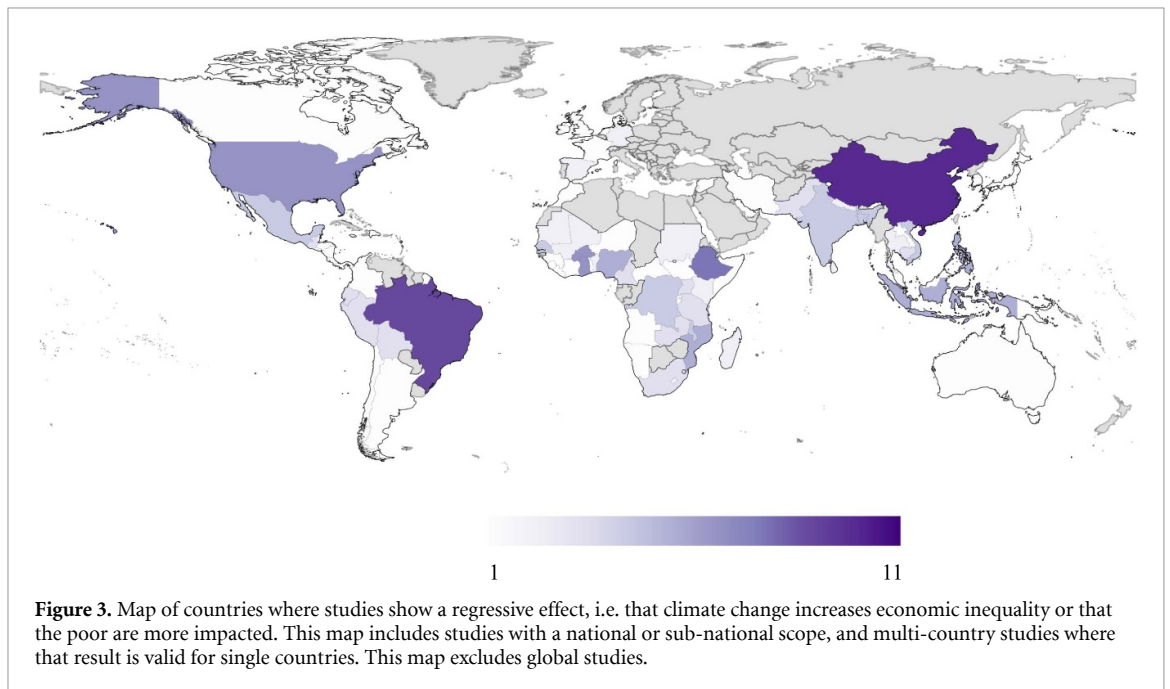 1
11
Figure 3. Map of countries where studies show a regressive effect, i.e. that climate change increases economic inequality or that
the poor are more impacted. This map includes studies with a national or sub-national scope, and multi-country studies where
that result is valid for single countries. This map excludes global studies.